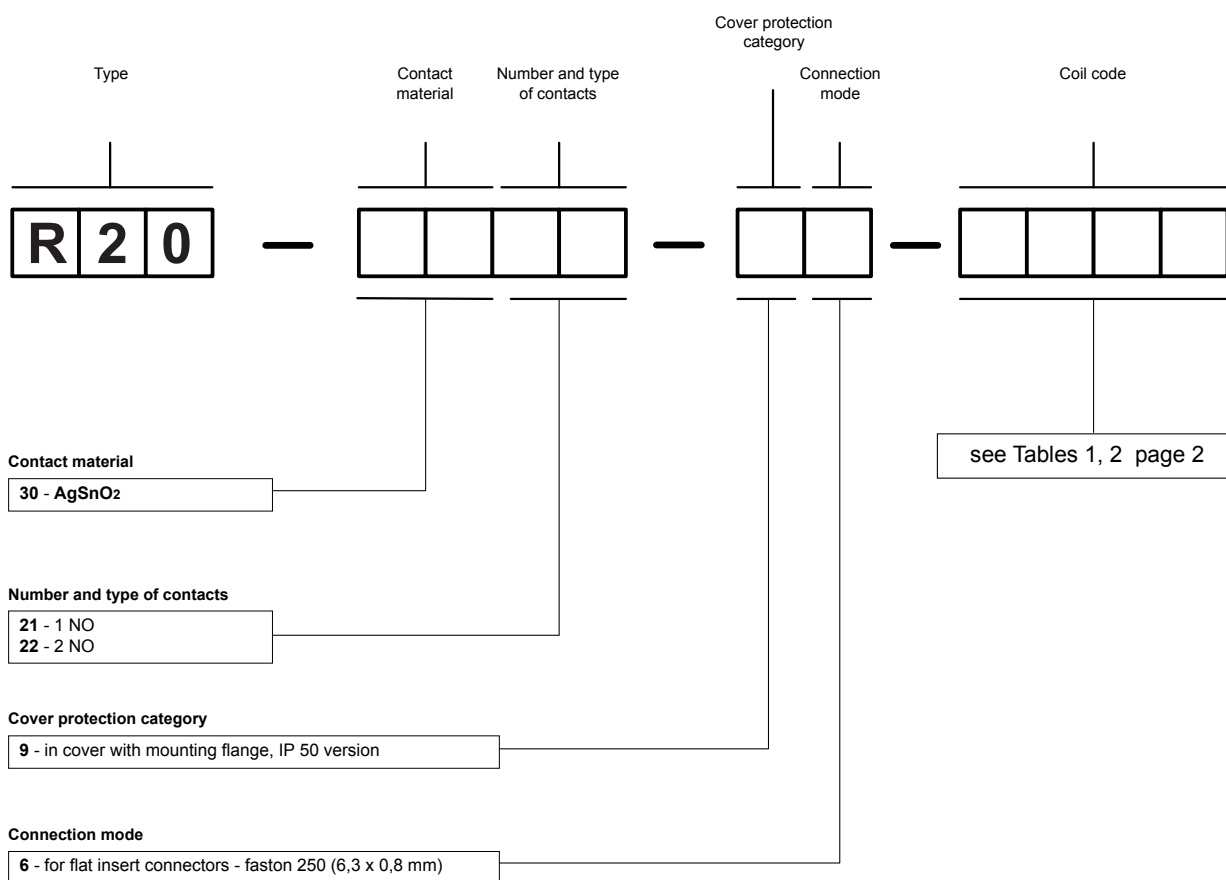 Cover protection
category
Type
Contact
material
Number and type
of contacts
Connection
mode
Coil code
R20 — — —
see Tables 1, 2 page 2
Contact material
30 - AgSnO2
Number and type of contacts
21 - 1 NO
22 - 2 NO
Cover protection category
9 - in cover with mounting flange, IP 50 version
Connection mode
6 - for flat insert connectors - faston 250 (6,3 x 0,8 mm)